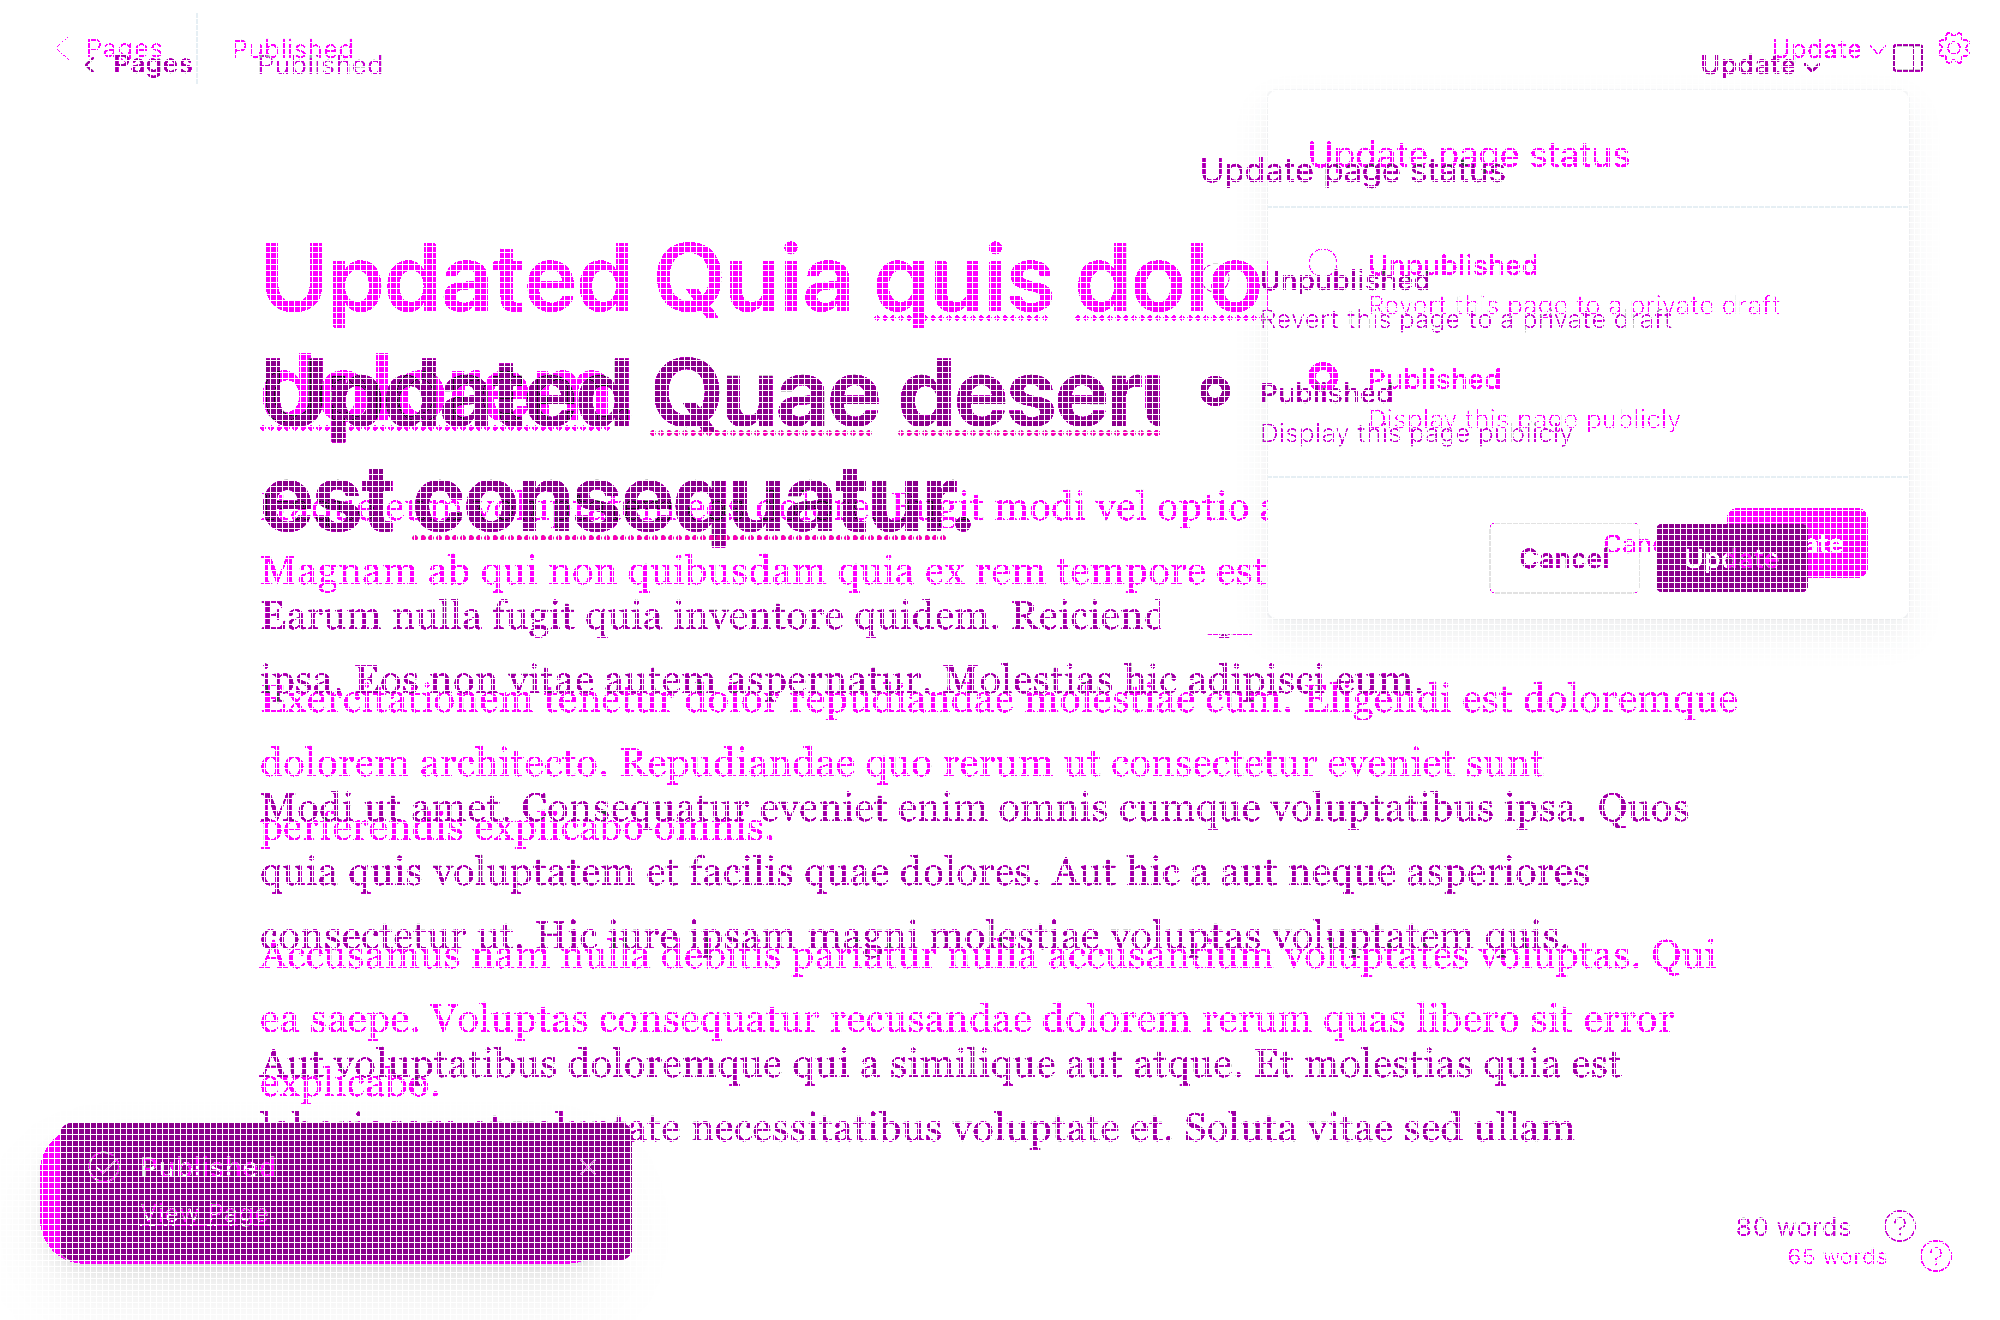 Pages Published Update
Pages Published Update
Update page status
Update page status
Updated Quia quis dolo
Unpublished
Unpublished
Revert this page to a private draft
Revert this page to a private draft
Updated Quae deseru
Published
Published
Display this page publicly
Display this page publicly
est consequatur.
modi vel optio
Cancel Update
Magnam ab qui non quibusdam quia ex rem tempore est
Earum nulla fugit quia inventore quidem. Reiciend
ipsa. Eos non vitae autem aspernatur. Molestias hic adipisci eum.
Exercitationem tenetur dolor repudiandae molestiae cum. Eligendi est doloremque
dolorem architecto. Repudiandae quo rerum ut consectetur eveniet sunt
Modi ut amet. Consequatur eveniet enim omnis cumque voluptatibus ipsa. Quos
perferendis explicabo omnis.
quia quis voluptatem et facilis quae dolores. Aut hic a aut neque asperiores
consectetur ut. Hic iure ipsam magni molestiae voluptas voluptatem quis.
Accusamus nam nulla debitis pariatur nulla accusantium voluptates voluptas. Qui
ea saepe. Voluptas consequatur recusandae dolorem rerum quas libero sit error
Aut voluptatibus doloremque qui a similique aut atque. Et molestias quia est
explicabo.
necessitatibus voluptate et. Soluta vitae sed ullam
Published
View Page
80 words
65 words